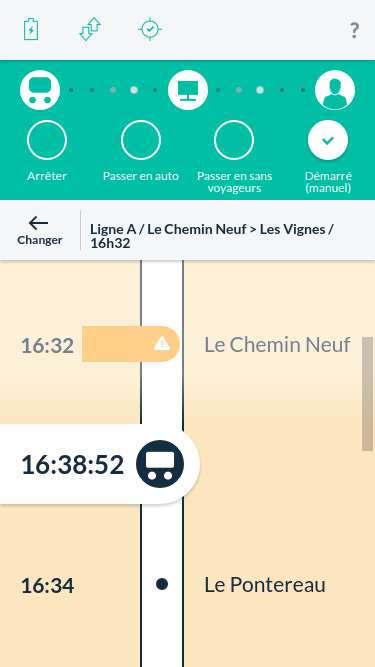 ?
Arrêter
Passer en auto
Passer en sans
voyageurs
Démarré
(manuel)
Changer
Ligne A / Le Chemin Neuf > Les Vignes /
16h32
16:32
Le Chemin Neuf
16:38:52
16:34
Le Pontereau